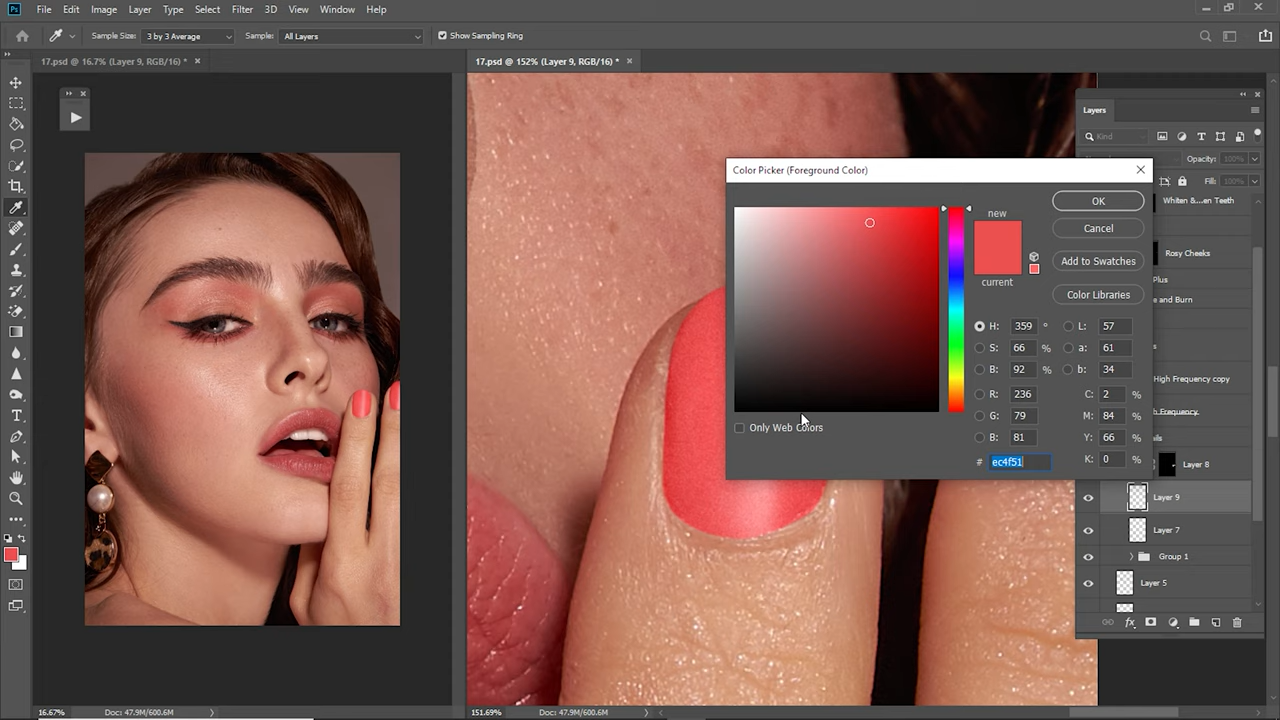 Ps File Edit Image Layer Type Select Filter 3D View Window Help
Sample Size: 3 by 3 Average Sample: All Layers Show Sampling Ring
17.psd @ 16.7% (Layer 9, RGB/16) *
17.psd @ 152% (Layer 9, RGB/16) *
Layers
Kind
Opacity: 100%
Fill: 100%
Color Picker (Foreground Color)
new
current
OK
Cancel
Add to Swatches
Color Libraries
H: 359 °
S: 66 %
B: 92 %
R: 236
G: 79
B: 81
L: 57
a: 61
b: 34
C: 2 %
M: 84 %
Y: 66 %
K: 0 %
# ec4f51
Only Web Colors
Whiten &...en Teeth
Rosy Cheeks
Plus
e and Burn
s
High Frequency copy
h Frequency
tails
Layer 8
Layer 9
Layer 7
Group 1
Layer 5
fx
T
16.67% Doc: 47.9M/600.6M
151.69% Doc: 47.9M/600.6M